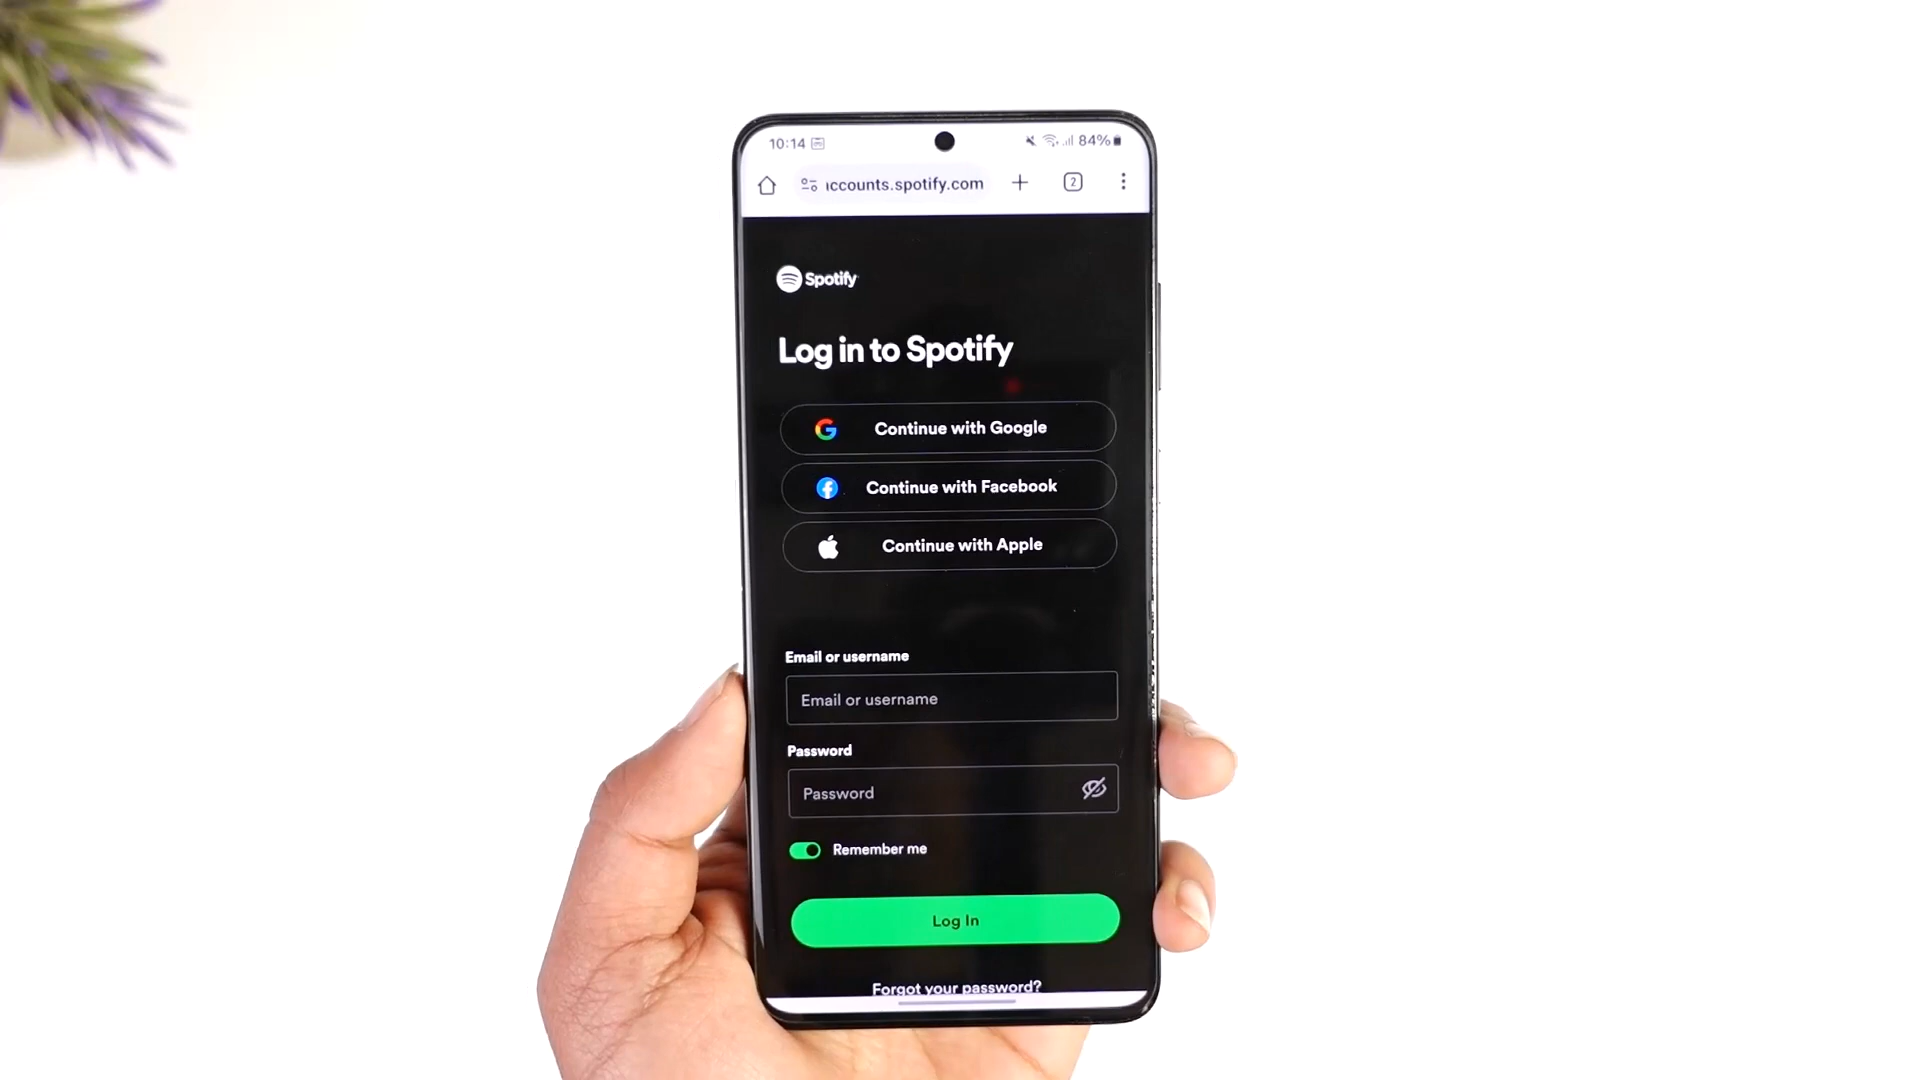 10:14 84%
ccounts.spotify.com 2
Spotify
Log in to Spotify
Continue with Google
Continue with Facebook
Continue with Apple
Email or username
Email or username
Password
Password
Remember me
Log In
Forgot your password?